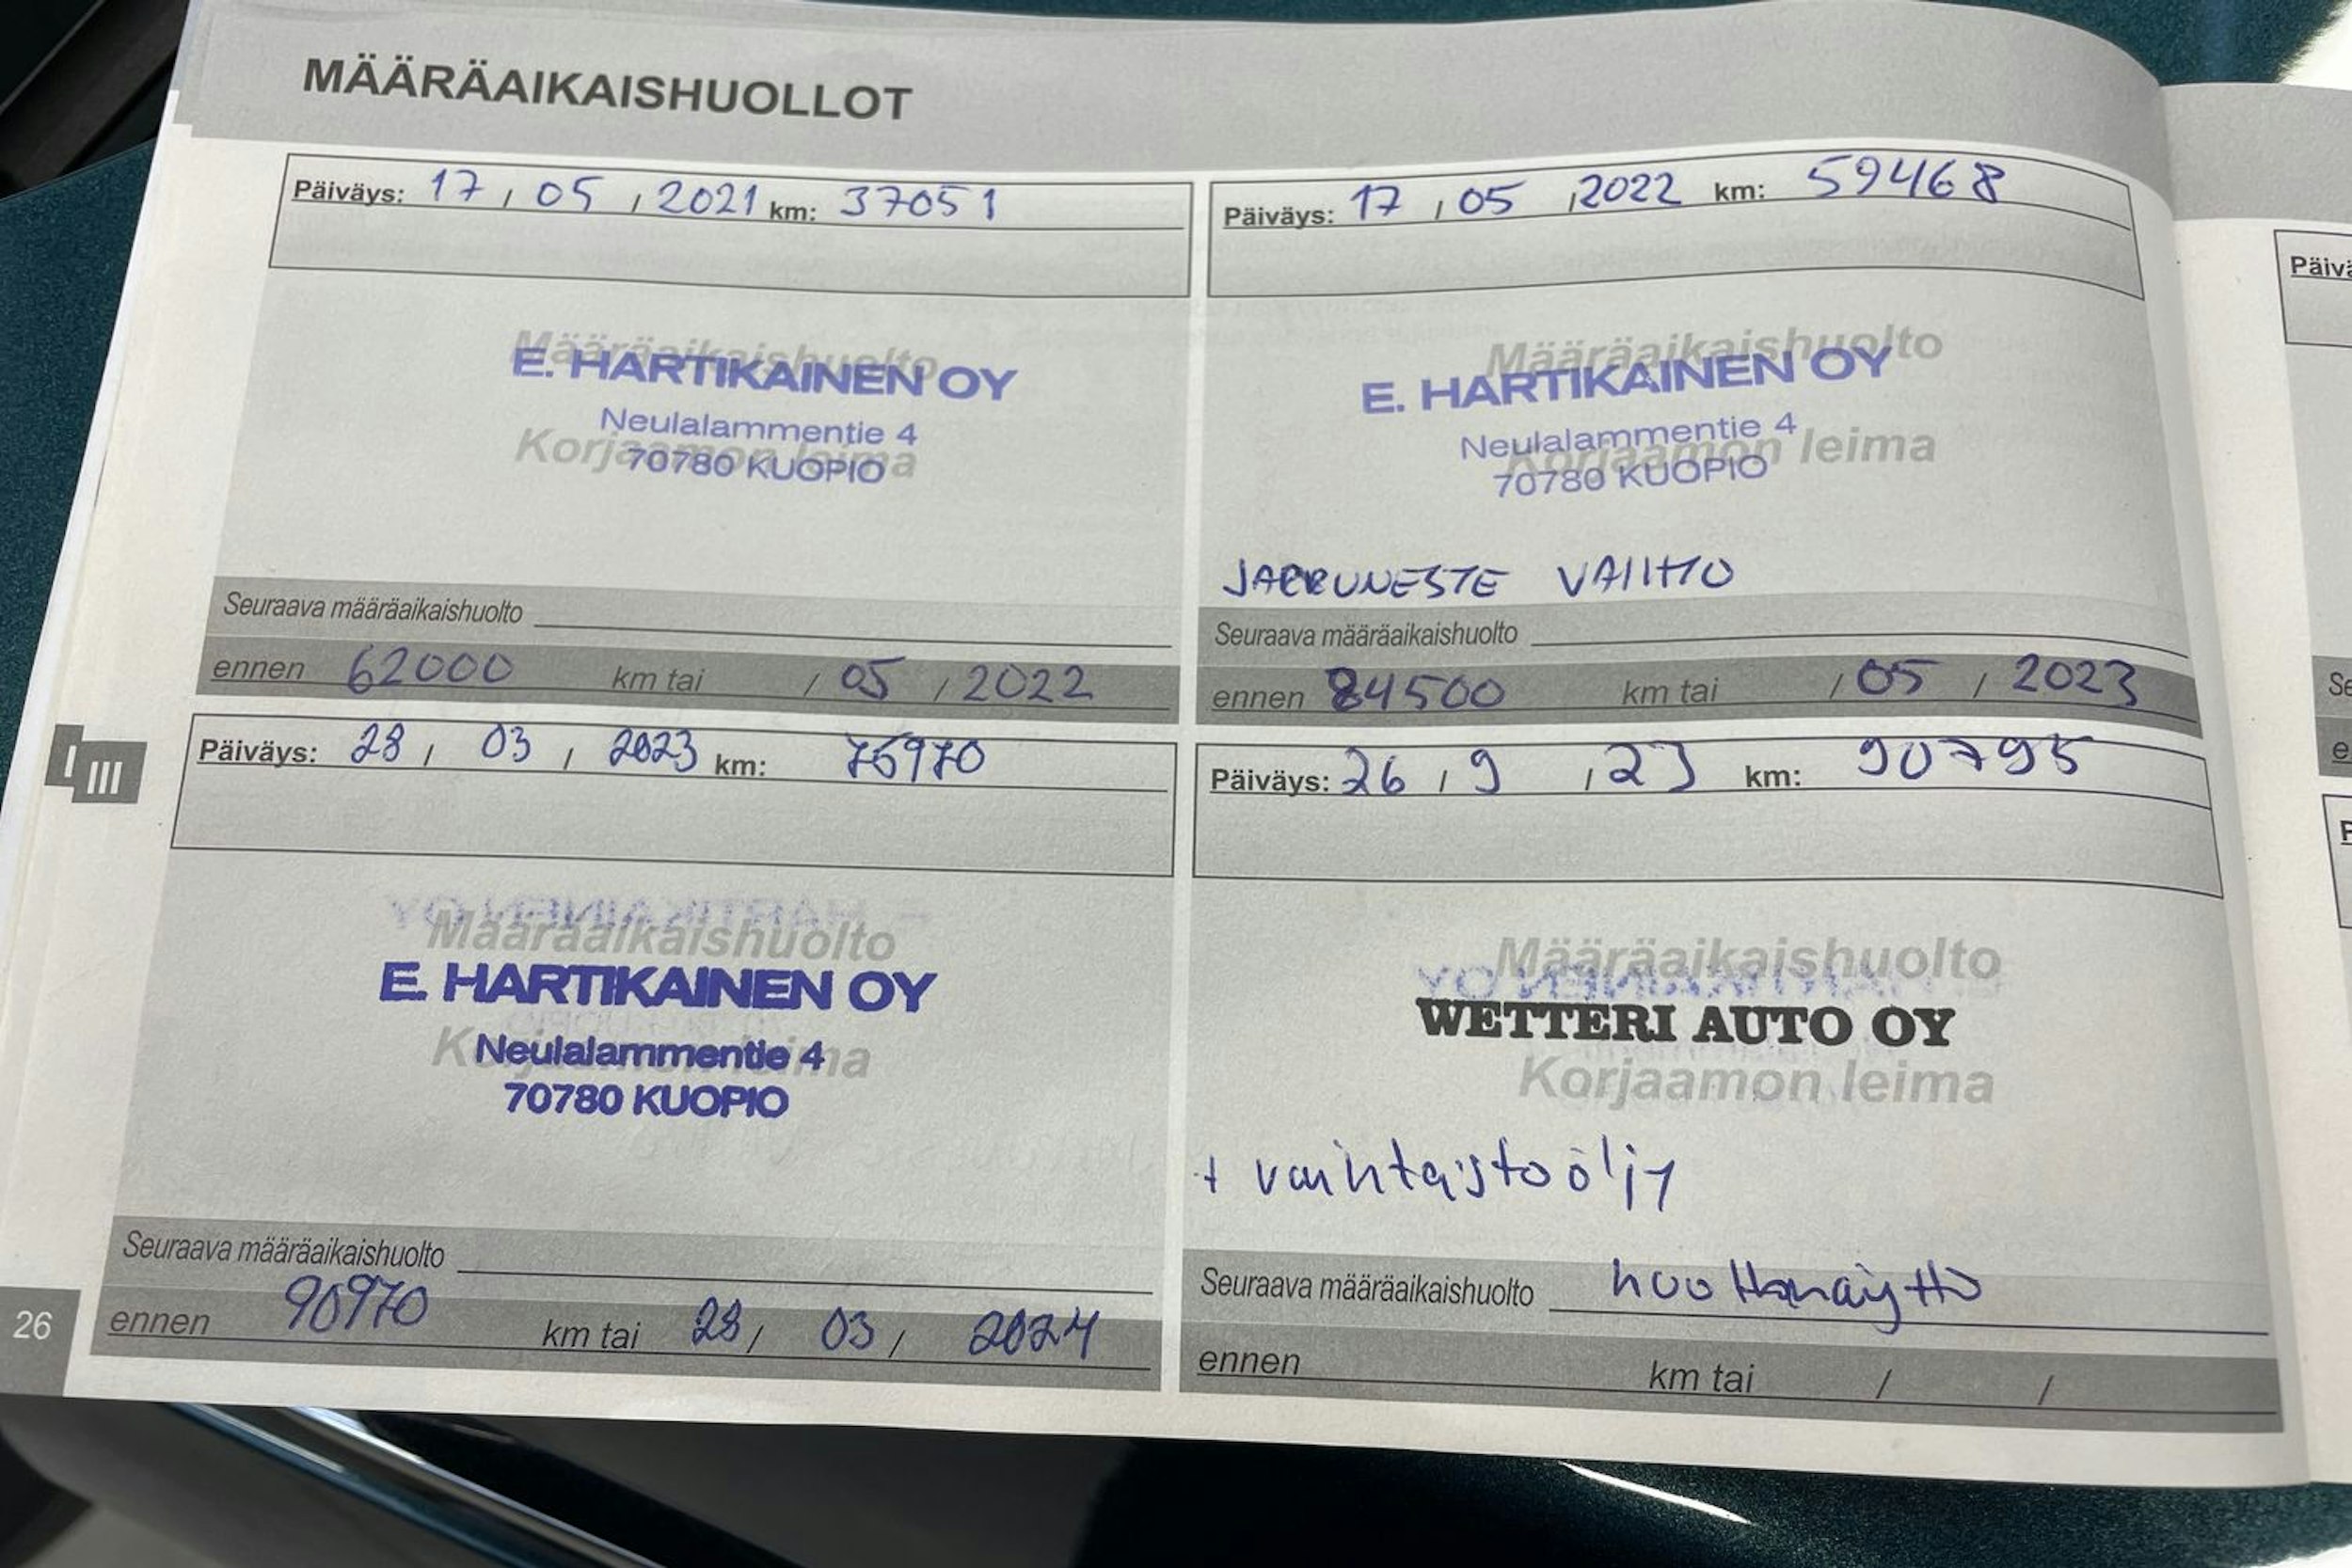 MÄÄRÄAIKAISHUOLLOT
Päiväys: 17 / 05 / 2021 km: 37051
Määräaikaishuolto
E. HARTIKAINEN OY
Neulalammentie 4
Korjaamon leima
70780 KUOPIO
Seuraava määräaikaishuolto
ennen 62000 km tai / 05 / 2022
Päiväys: 17 / 05 / 2022 km: 59468
Määräaikaishuolto
E. HARTIKAINEN OY
Neulalammentie 4
Korjaamon leima
70780 KUOPIO
JARRUNESTE VAIHTO
Seuraava määräaikaishuolto
ennen 84500 km tai / 05 / 2023
I III
Päiväys: 28 / 03 / 2023 km: 75970
Määräaikaishuolto
E. HARTIKAINEN OY
Korjaamon leima
Neulalammentie 4
70780 KUOPIO
Seuraava määräaikaishuolto
ennen 90970 km tai 28 / 03 / 2024
Päiväys: 26 / 9 / 23 km: 90795
Määräaikaishuolto
WETTERI AUTO OY
Korjaamon leima
+ vaihteistoöljy
Seuraava määräaikaishuolto huoltonäyttö
ennen km tai / /
26